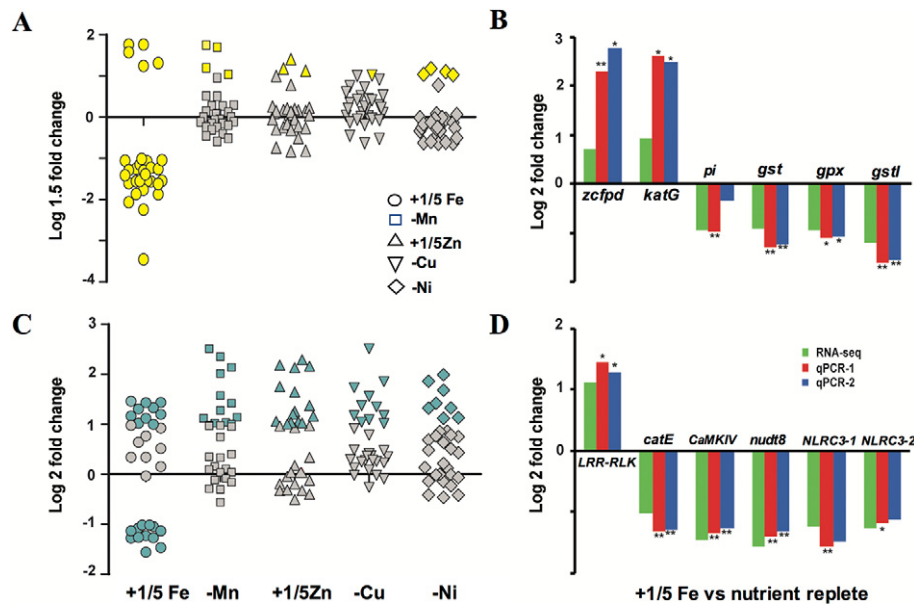 A
Log 1.5 fold change
2
1
0
-2
-4
+1/5 Fe
-Mn
+1/5Zn
-Cu
-Ni
B
Log 2 fold change
3
2
1
0
* ** * *
zcfpd katG pi gst gpx gstl
** ** ** * * ** **
C
Log 2 fold change
3
2
1
0
-1
-2
+1/5 Fe -Mn +1/5Zn -Cu -Ni
D
Log 2 fold change
2
1
0
* *
RNA-seq
qPCR-1
qPCR-2
LRR-RLK catE CaMKIV nudt8 NLRC3-1 NLRC3-2
** ** ** ** ** ** ** *
+1/5 Fe vs nutrient replete